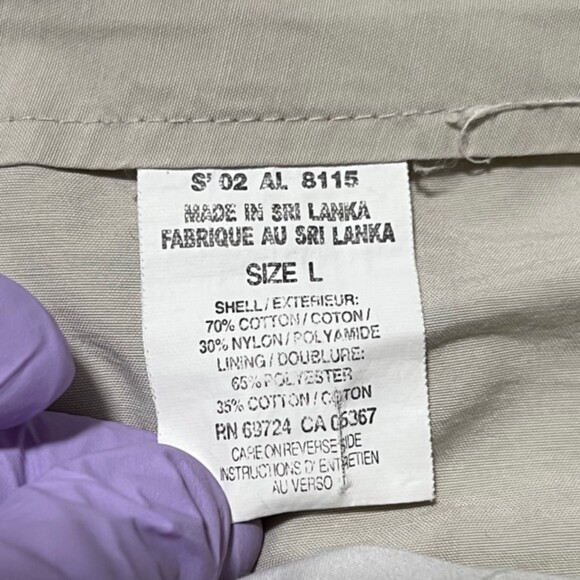 S'02 AL 8115
MADE IN SRI LANKA
FABRIQUE AU SRI LANKA
SIZE L
SHELL/EXTERIEUR:
70% COTTON/COTON/
30% NYLON/POLYAMIDE
LINING/DOUBLURE:
65% POLYESTER
35% COTTON/COTON
RN 69724 CA 05367
CARE ON REVERSE SIDE
INSTRUCTIONS D'ENTRETIEN
AU VERSO